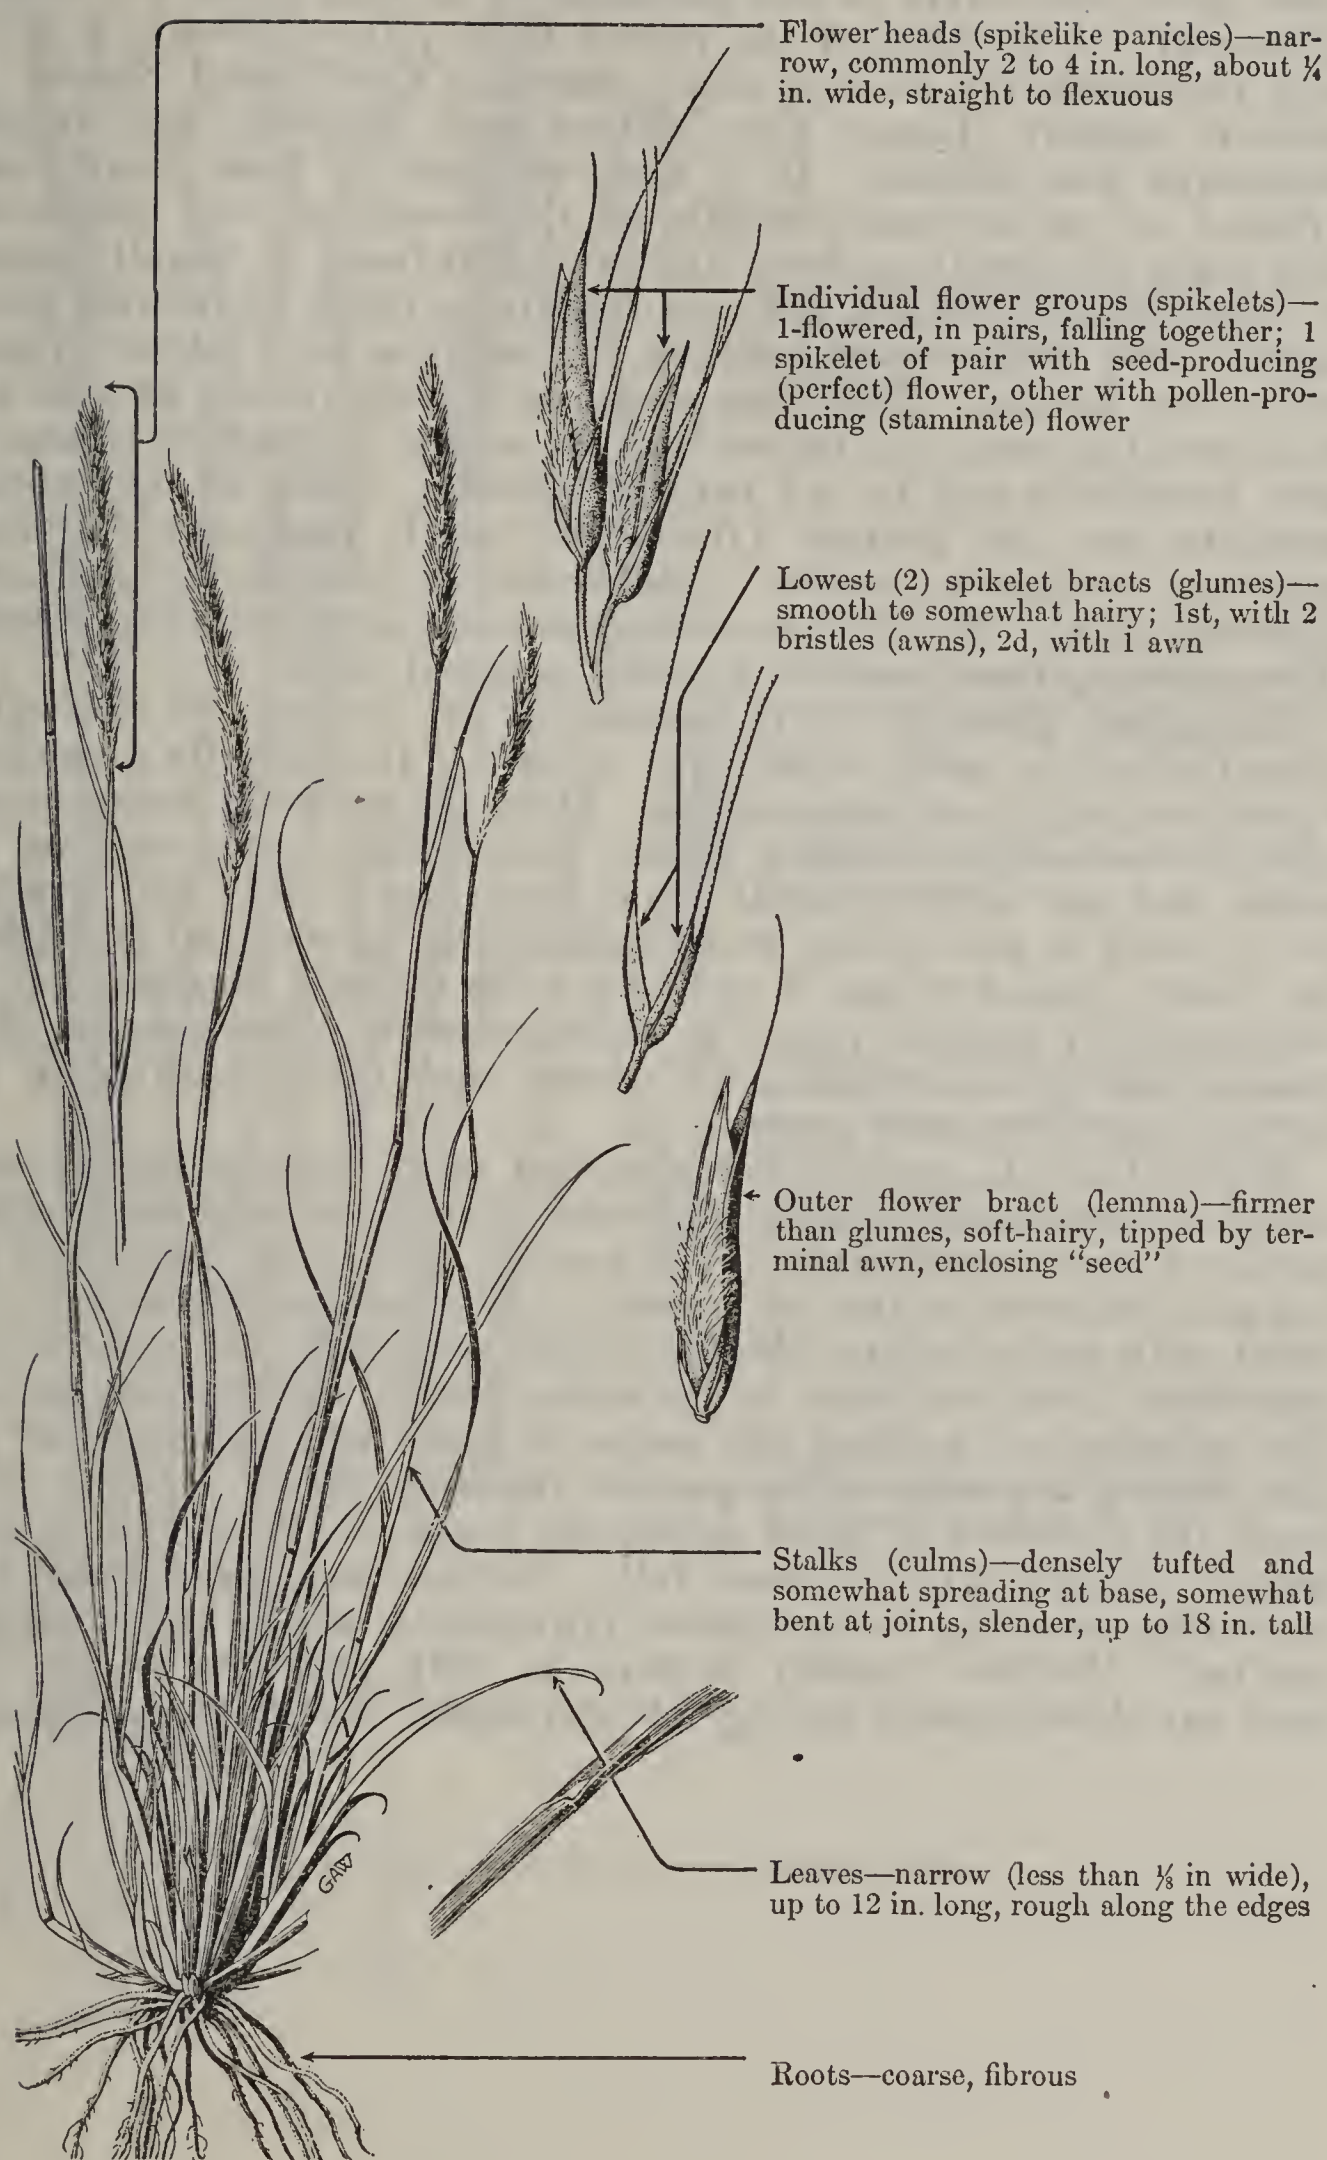 Flower heads (spikelike panicles)—nar-
row, commonly 2 to 4 in. long, about ¼
in. wide, straight to flexuous
Individual flower groups (spikelets)—
1-flowered, in pairs, falling together; 1
spikelet of pair with seed-producing
(perfect) flower, other with pollen-pro-
ducing (staminate) flower
Lowest (2) spikelet bracts (glumes)—
smooth to somewhat hairy; 1st, with 2
bristles (awns), 2d, with 1 awn
Outer flower bract (lemma)—firmer
than glumes, soft-hairy, tipped by ter-
minal awn, enclosing "seed"
Stalks (culms)—densely tufted and
somewhat spreading at base, somewhat
bent at joints, slender, up to 18 in. tall
GAW
Leaves—narrow (less than ⅛ in wide),
up to 12 in. long, rough along the edges
Roots—coarse, fibrous